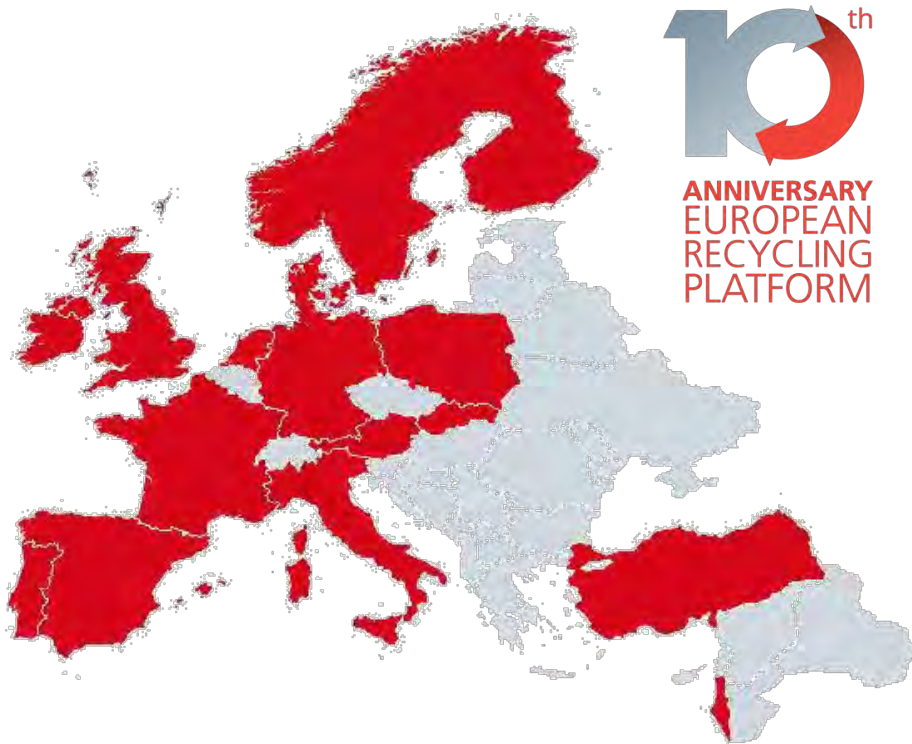 10th
ANNIVERSARY
EUROPEAN
RECYCLING
PLATFORM